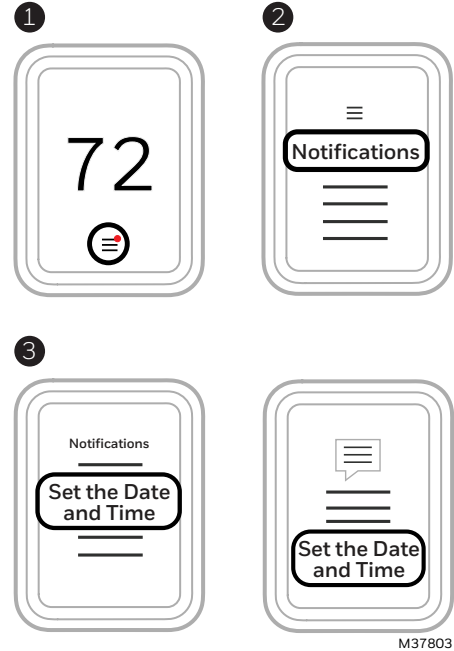 1
2
72
Notifications
3
Notifications
Set the Date
and Time
Set the Date
and Time
M37803